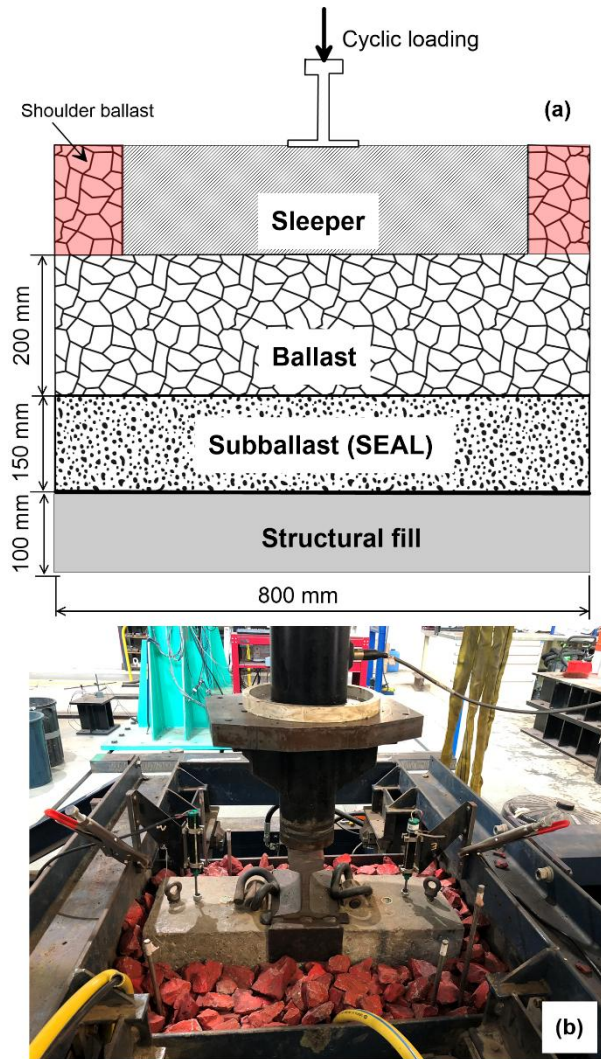 Cyclic loading
(a)
Shoulder ballast
Sleeper
200 mm
Ballast
150 mm
Subballast (SEAL)
100 mm
Structural fill
800 mm
(b)